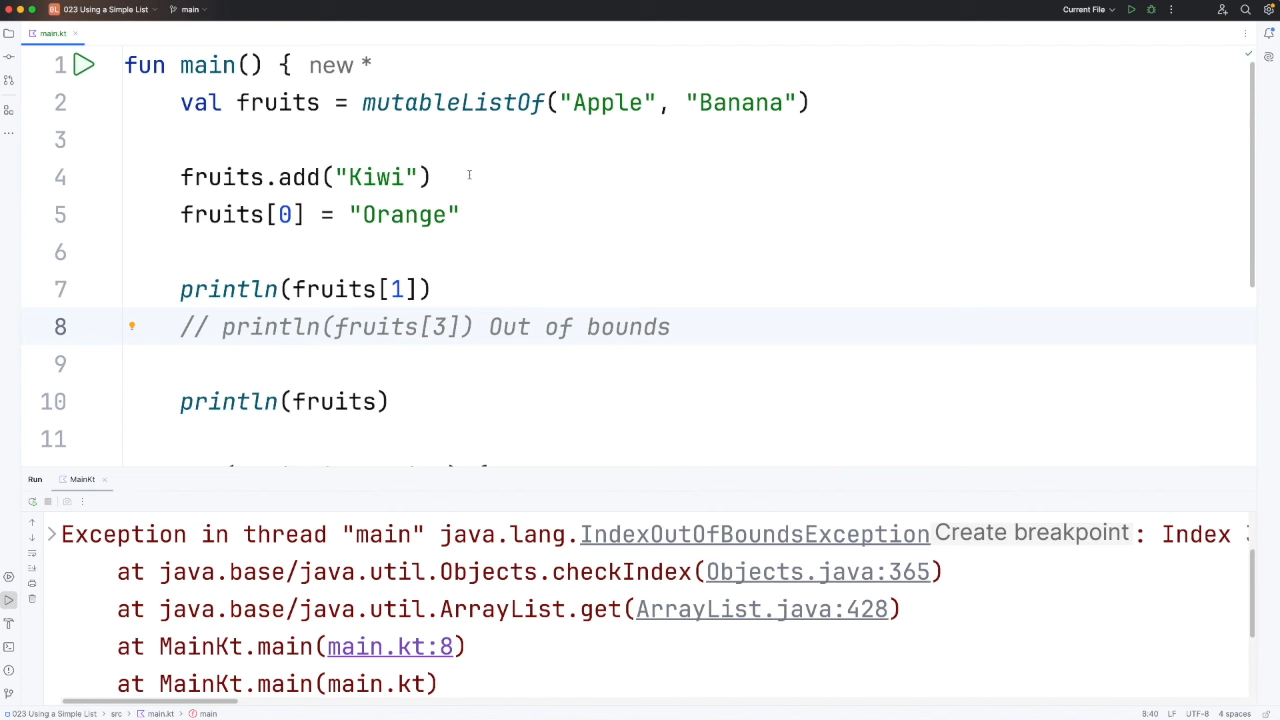 BL 023 Using a Simple List main Current File
main.kt
1 fun main() { new *
2 val fruits = mutableListOf("Apple", "Banana")
3
4 fruits.add("Kiwi")
5 fruits[0] = "Orange"
6
7 println(fruits[1])
8 // println(fruits[3]) Out of bounds
9
10 println(fruits)
11
Run MainKt
Exception in thread "main" java.lang.IndexOutOfBoundsException Create breakpoint : Index
at java.base/java.util.Objects.checkIndex(Objects.java:365)
at java.base/java.util.ArrayList.get(ArrayList.java:428)
at MainKt.main(main.kt:8)
at MainKt.main(main.kt)
023 Using a Simple List > src > main.kt > main 8:40 LF UTF-8 4 spaces